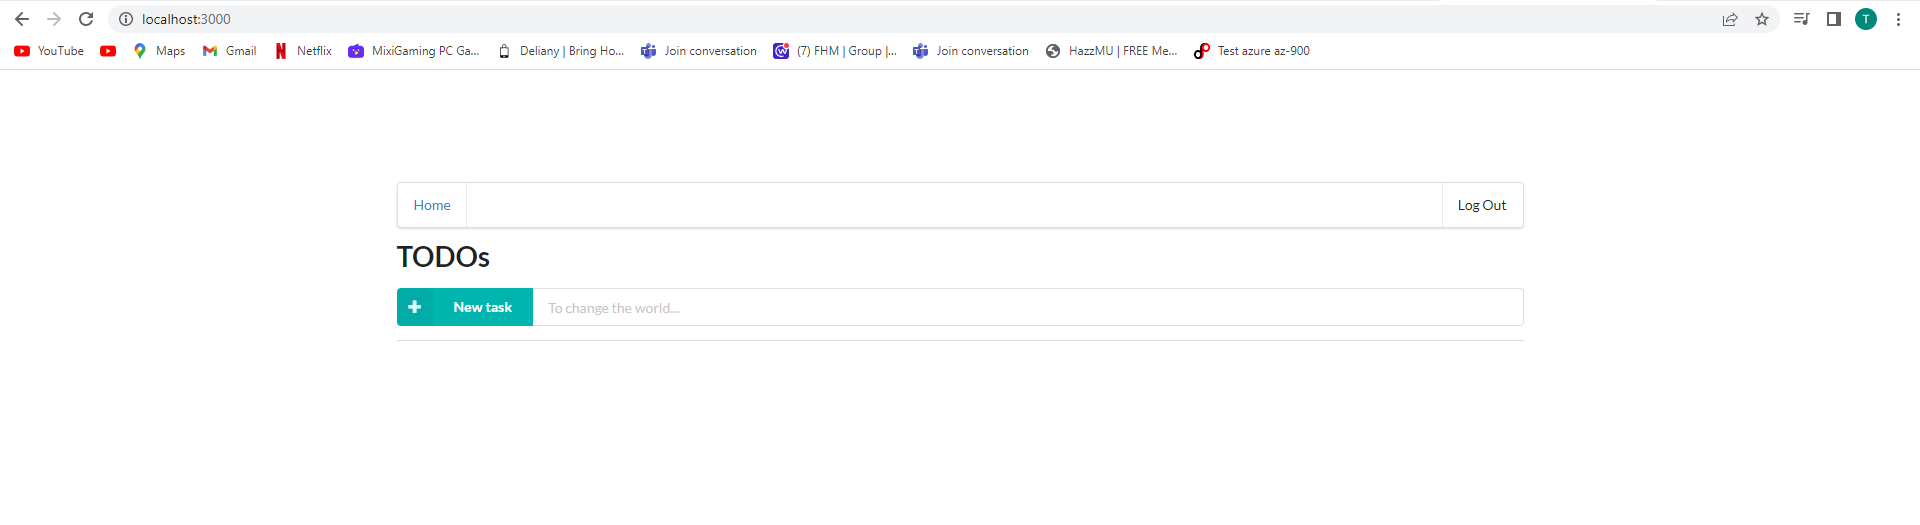 localhost:3000
T
YouTube Maps Gmail Netflix MixiGaming PC Ga... Deliany | Bring Ho... Join conversation (7) FHM | Group |... Join conversation HazzMU | FREE Me... Test azure az-900
Home Log Out
TODOs
New task To change the world...